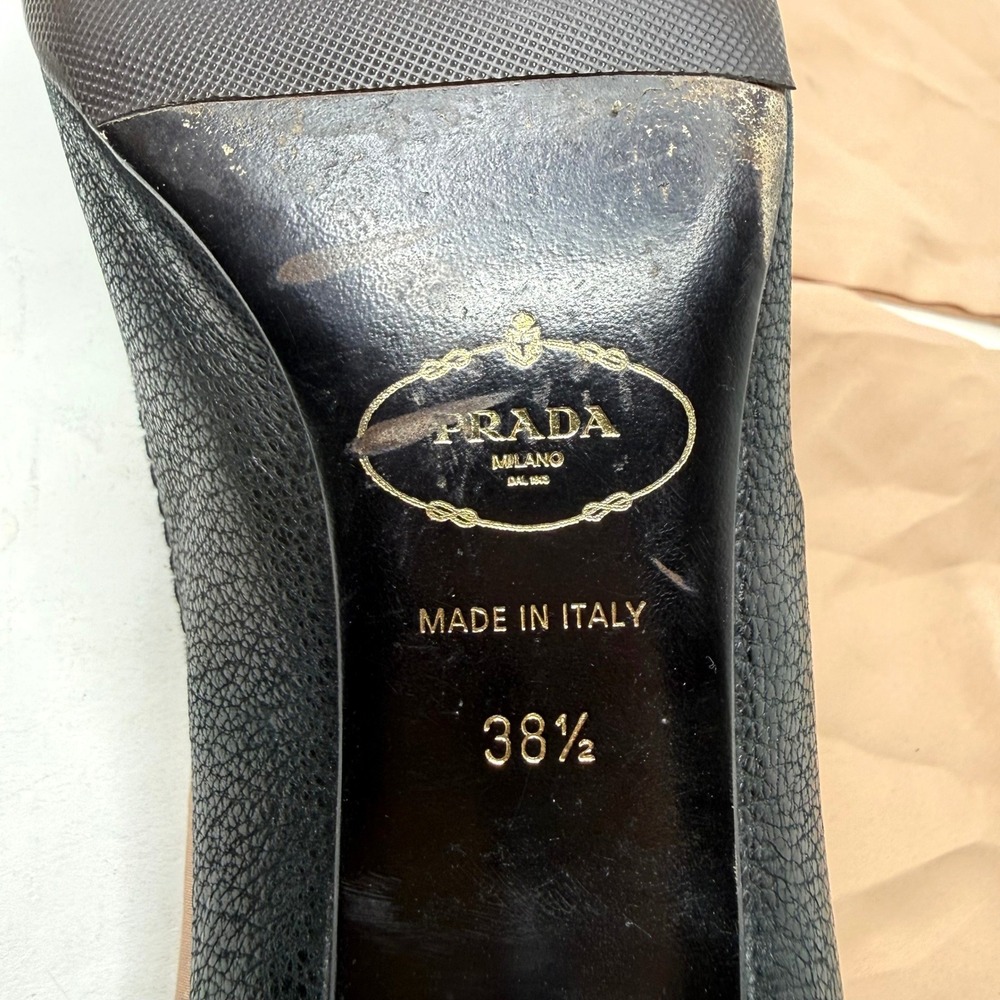 PRADA
MILANO
DAL 1913
MADE IN ITALY
38½